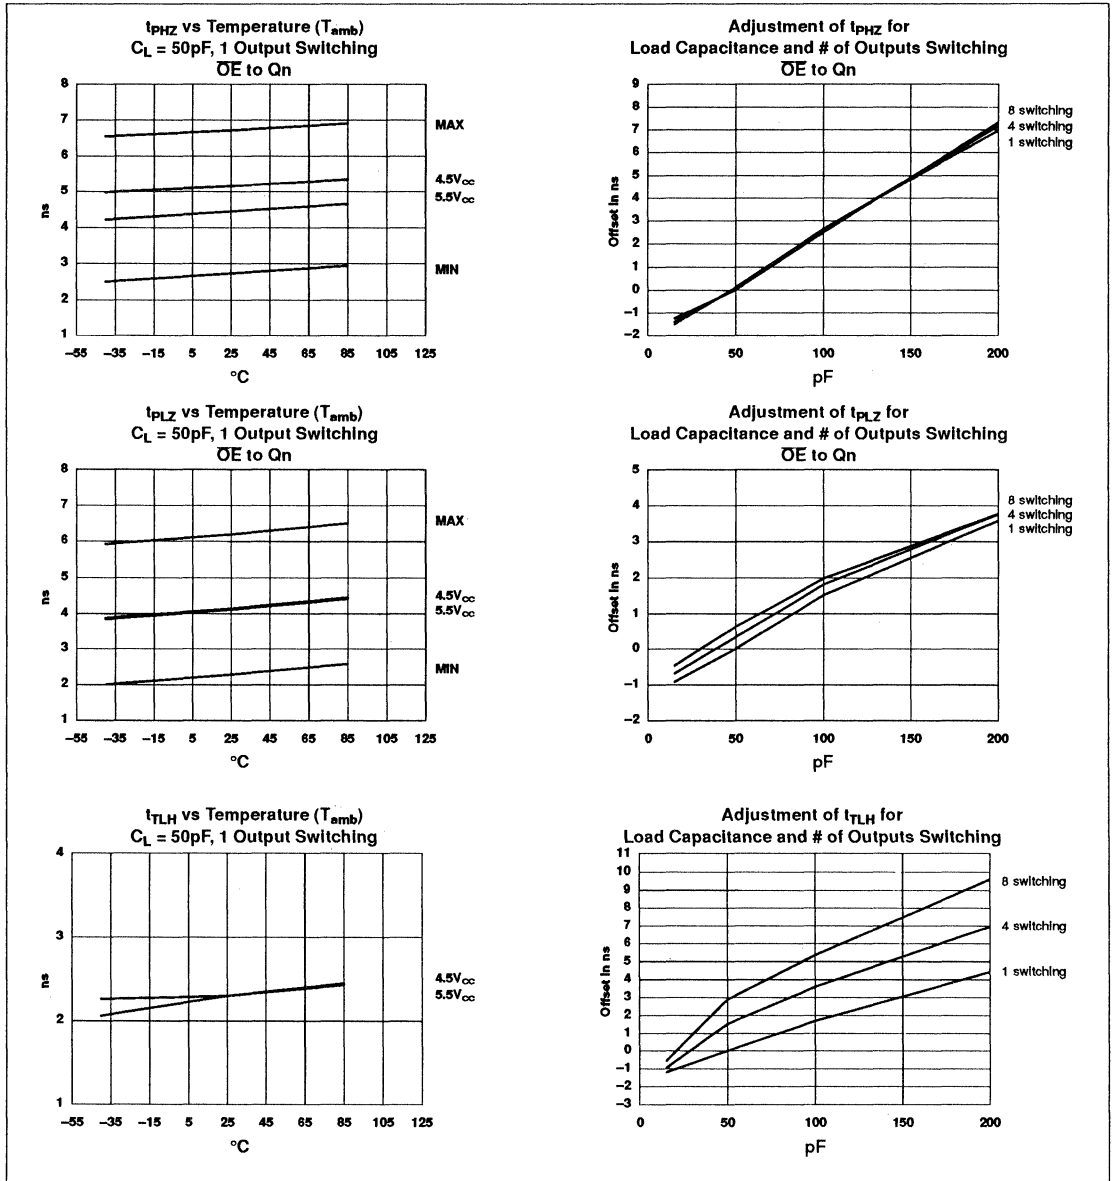 tPHZ vs Temperature (Tamb)
CL = 50pF, 1 Output Switching
OE to Qn
8
7
6
5
4
3
2
1
ns
MAX
4.5Vcc
5.5Vcc
MIN
–55 –35 –15 5 25 45 65 85 105 125
°C
Adjustment of tPHZ for
Load Capacitance and # of Outputs Switching
OE to Qn
9
8
7
6
5
4
3
2
1
0
–1
–2
Offset in ns
8 switching
4 switching
1 switching
0 50 100 150 200
pF
tPLZ vs Temperature (Tamb)
CL = 50pF, 1 Output Switching
OE to Qn
8
7
6
5
4
3
2
1
ns
MAX
4.5Vcc
5.5Vcc
MIN
–55 –35 –15 5 25 45 65 85 105 125
°C
Adjustment of tPLZ for
Load Capacitance and # of Outputs Switching
OE to Qn
5
4
3
2
1
0
–1
–2
Offset in ns
8 switching
4 switching
1 switching
0 50 100 150 200
pF
tTLH vs Temperature (Tamb)
CL = 50pF, 1 Output Switching
4
3
2
1
ns
4.5Vcc
5.5Vcc
–55 –35 –15 5 25 45 65 85 105 125
°C
Adjustment of tTLH for
Load Capacitance and # of Outputs Switching
11
10
9
8
7
6
5
4
3
2
1
0
–1
–2
–3
Offset in ns
8 switching
4 switching
1 switching
0 50 100 150 200
pF